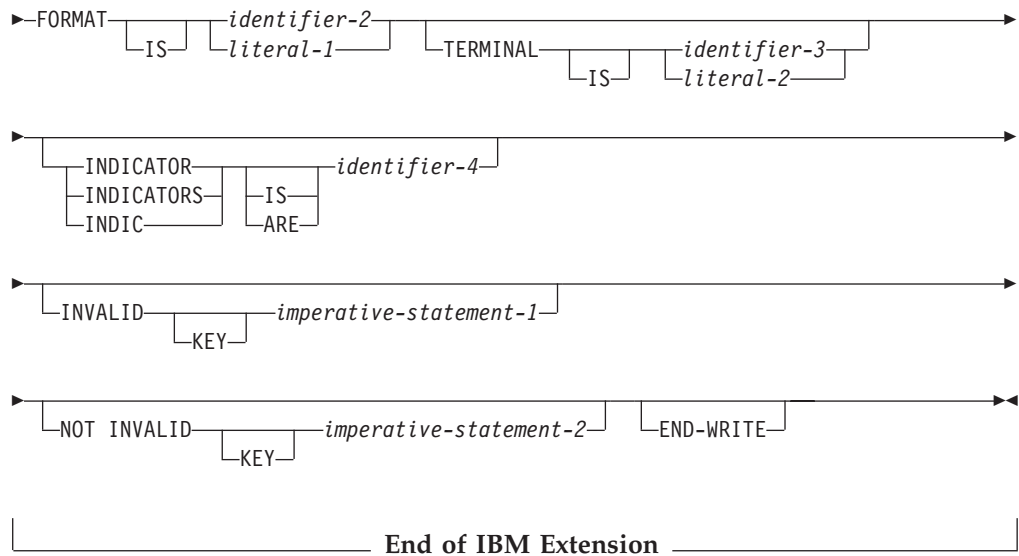 FORMAT identifier-2
IS literal-1 TERMINAL identifier-3
IS literal-2
INDICATOR identifier-4
INDICATORS IS
INDIC ARE
INVALID imperative-statement-1
KEY
NOT INVALID imperative-statement-2 END-WRITE
KEY
End of IBM Extension